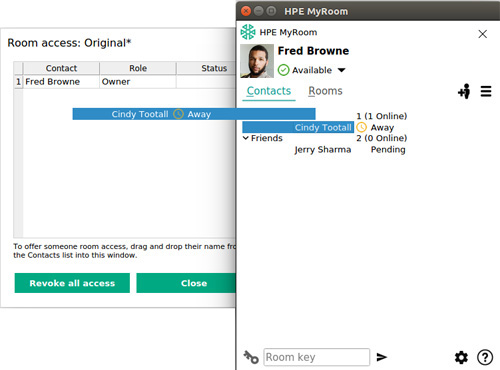 HPE MyRoom
HPE MyRoom
Fred Browne
Available
Contacts Rooms
1 (1 Online)
Cindy Tootall Away
Friends 2 (0 Online)
Jerry Sharma Pending
Room key
Room access: Original*
Contact Role Status
1 Fred Browne Owner
Cindy Tootall Away
To offer someone room access, drag and drop their name fro
the Contacts list into this window.
Revoke all access Close